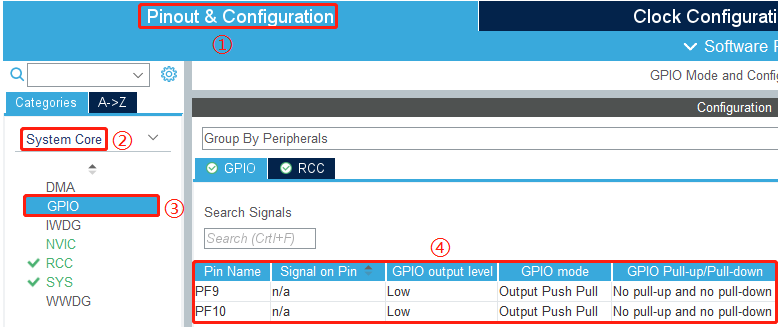 Pinout & Configuration
Clock Configurati
①
Software P
GPIO Mode and Config
Categories
A->Z
Configuration
System Core
②
Group By Peripherals
GPIO
RCC
DMA
GPIO
③
IWDG
NVIC
RCC
SYS
WWDG
Search Signals
Search (Crtl+F)
④
Pin Name Signal on Pin GPIO output level GPIO mode GPIO Pull-up/Pull-down
PF9 n/a Low Output Push Pull No pull-up and no pull-down
PF10 n/a Low Output Push Pull No pull-up and no pull-down